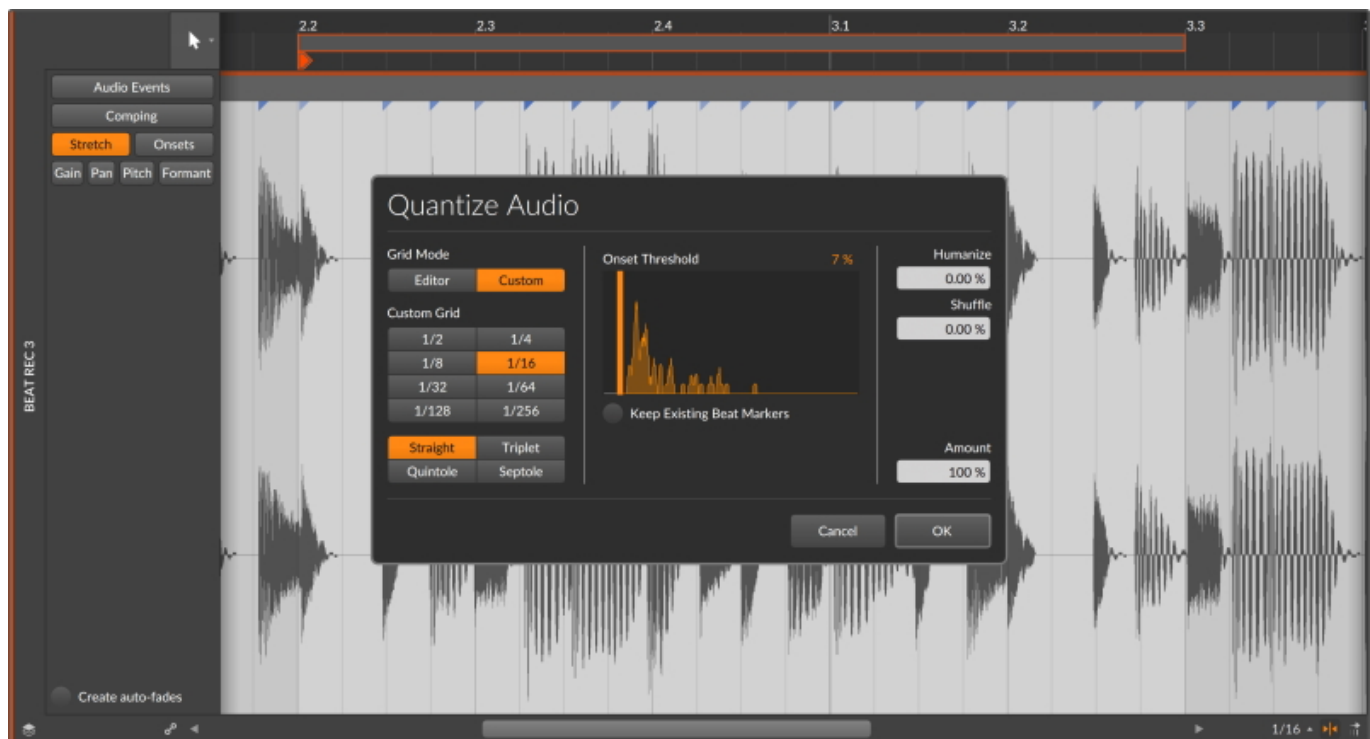 2.2 2.3 2.4 3.1 3.2 3.3
Audio Events
Comping
Stretch Onsets
Gain Pan Pitch Formant
BEAT REC 3
Quantize Audio
Grid Mode
Editor Custom
Custom Grid
1/2 1/4
1/8 1/16
1/32 1/64
1/128 1/256
Straight Triplet
Quintole Septole
Onset Threshold 7 %
Keep Existing Beat Markers
Humanize
0.00 %
Shuffle
0.00 %
Amount
100 %
Cancel OK
Create auto-fades
1/16